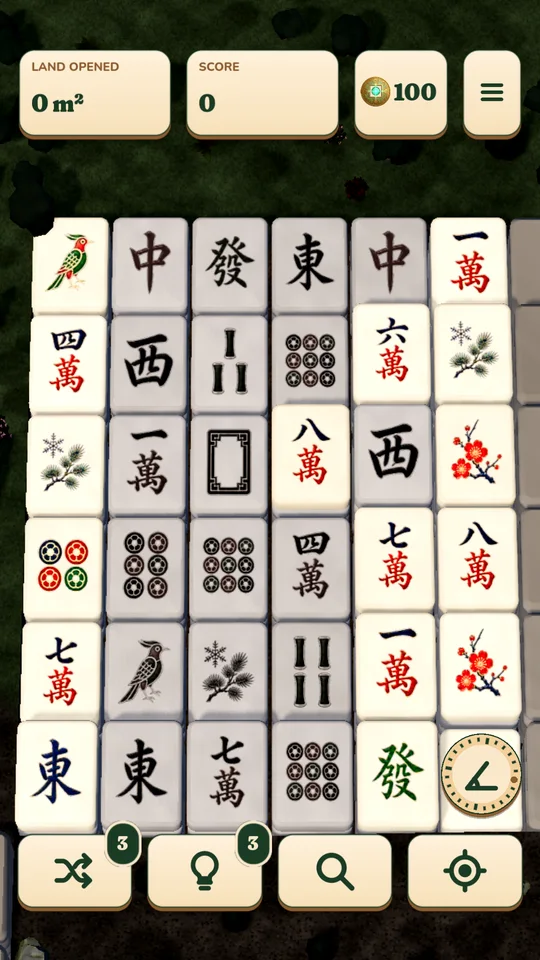 LAND OPENED
0 m²
SCORE
0
100
中 發 東 中 一萬
四萬 西 六萬
一萬 八萬 西
四萬 七萬 八萬
七萬 一萬
東 東 七萬 發
3
3